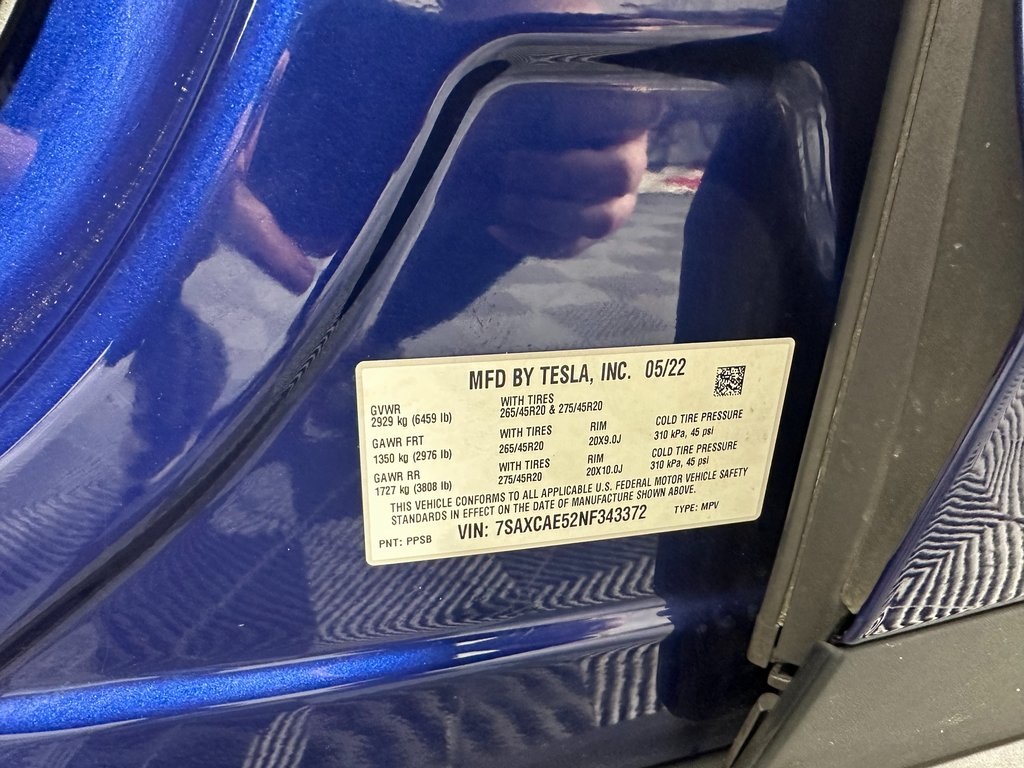 MFD BY TESLA, INC. 05/22
GVWR
2929 kg (6459 lb)
WITH TIRES
265/45R20 & 275/45R20
GAWR FRT
1350 kg (2976 lb)
WITH TIRES
265/45R20
RIM
20X9.0J
COLD TIRE PRESSURE
310 kPa, 45 psi
GAWR RR
1727 kg (3808 lb)
WITH TIRES
275/45R20
RIM
20X10.0J
COLD TIRE PRESSURE
310 kPa, 45 psi
THIS VEHICLE CONFORMS TO ALL APPLICABLE U.S. FEDERAL MOTOR VEHICLE SAFETY
STANDARDS IN EFFECT ON THE DATE OF MANUFACTURE SHOWN ABOVE.
PNT: PPSB VIN: 7SAXCAE52NF343372 TYPE: MPV